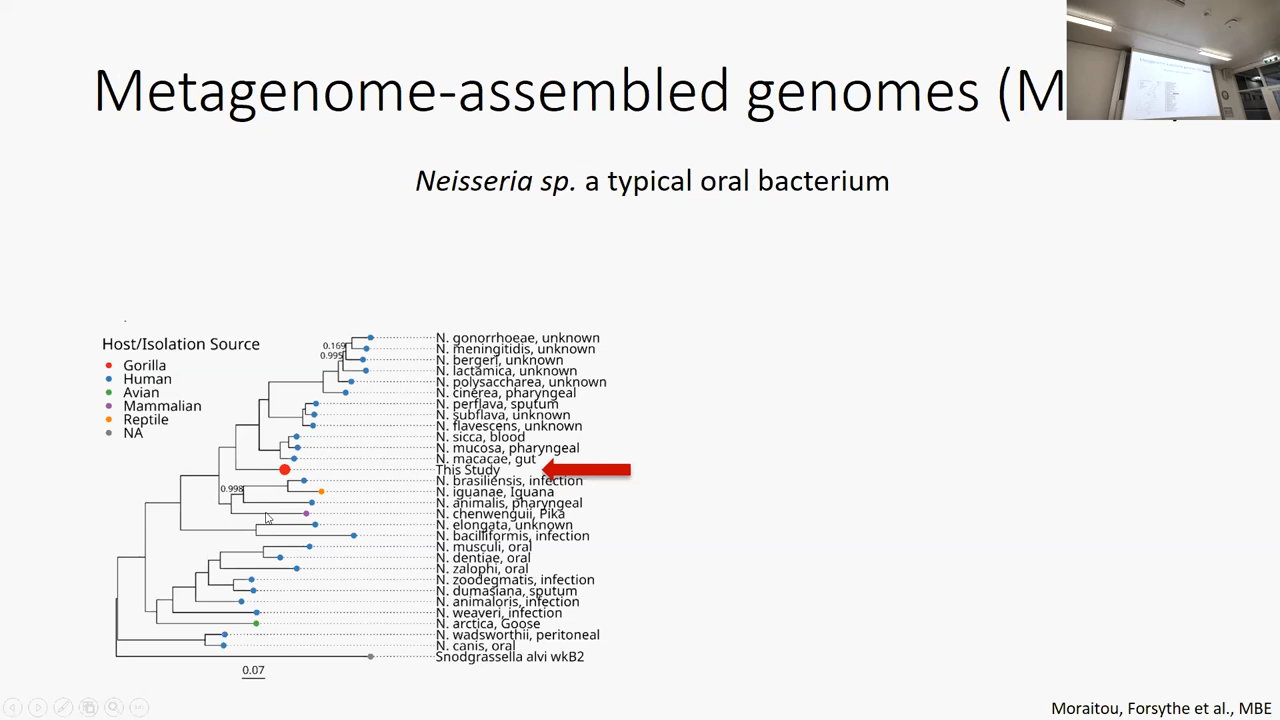 Metagenome-assembled genomes (M
Neisseria sp. a typical oral bacterium
Host/Isolation Source
Gorilla
Human
Avian
Mammalian
Reptile
NA
0.169
0.995
0.998
N. gonorrhoeae, unknown
N. meningitidis, unknown
N. bergeri, unknown
N. lactamica, unknown
N. polysaccharea, unknown
N. cinerea, pharyngeal
N. perflava, sputum
N. subflava, unknown
N. flavescens, unknown
N. sicca, blood
N. mucosa, pharyngeal
N. macacae, gut
This Study
N. brasiliensis, infection
N. iguanae, Iguana
N. animalis, pharyngeal
N. chenwenguii, Pika
N. elongata, unknown
N. bacilliformis, infection
N. musculi, oral
N. dentiae, oral
N. zalophi, oral
N. zoodegmatis, infection
N. dumasiana, sputum
N. animaloris, infection
N. weaveri, infection
N. arctica, Goose
N. wadsworthii, peritoneal
N. canis, oral
Snodgrassella alvi wkB2
0.07
Moraitou, Forsythe et al., MBE